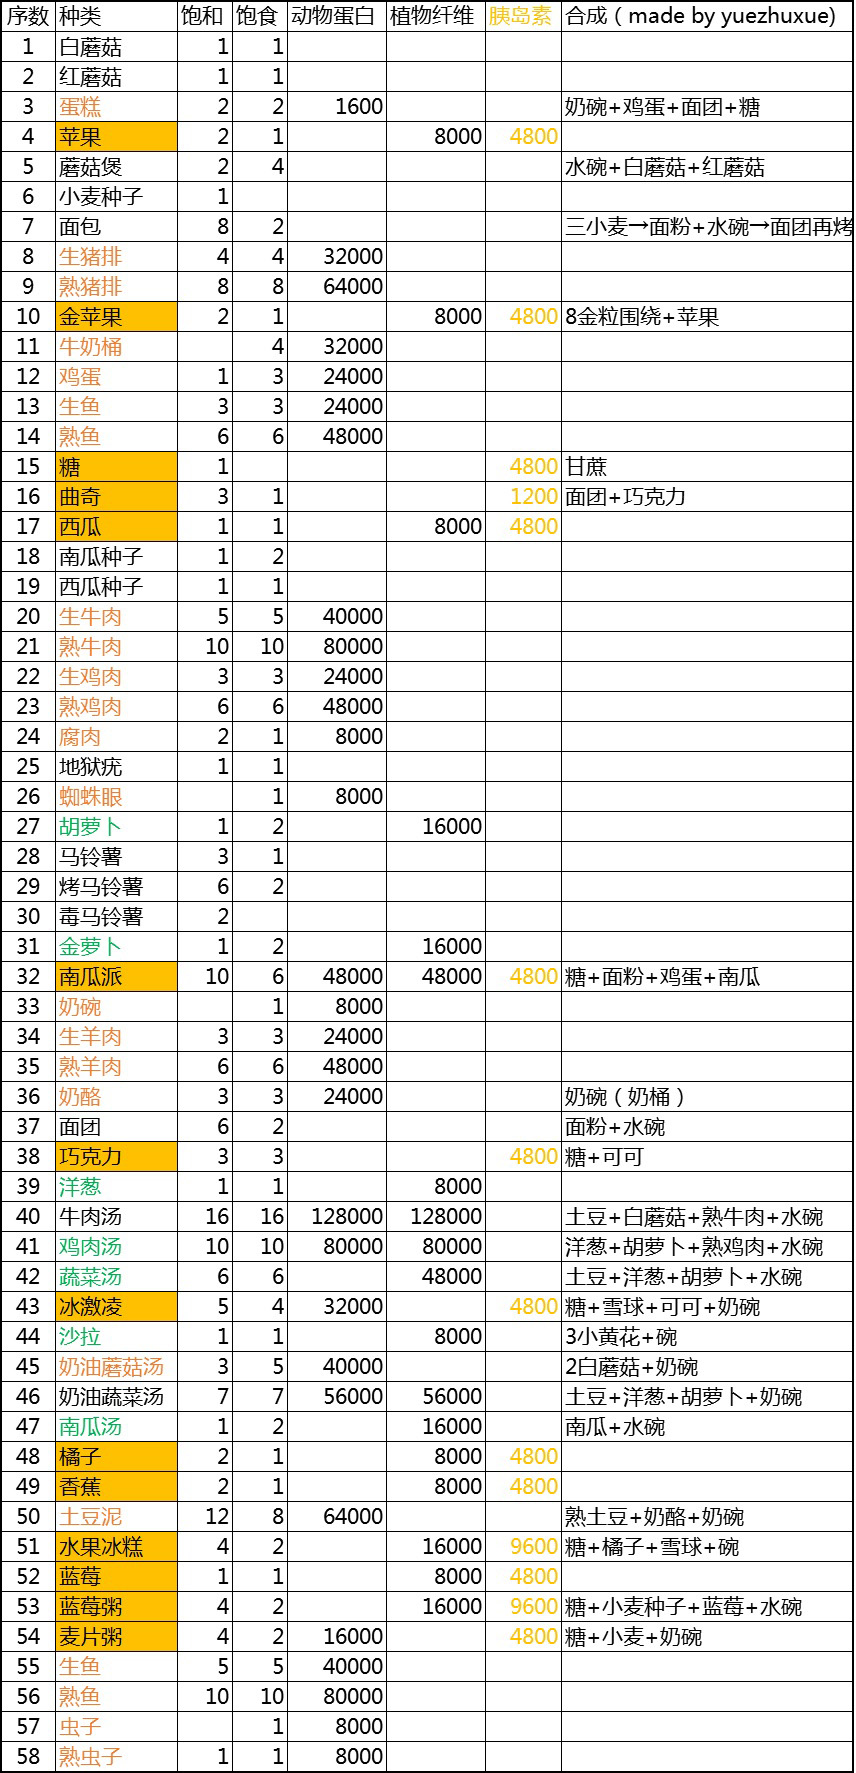 序数 种类 饱和 饱食 动物蛋白 植物纤维 胰岛素 合成（made by yuezhuxue)
1 白蘑菇 1 1
2 红蘑菇 1 1
3 蛋糕 2 2 1600 奶碗+鸡蛋+面团+糖
4 苹果 2 1 8000 4800
5 蘑菇煲 2 4 水碗+白蘑菇+红蘑菇
6 小麦种子 1
7 面包 8 2 三小麦→面粉+水碗→面团再烤
8 生猪排 4 4 32000
9 熟猪排 8 8 64000
10 金苹果 2 1 8000 4800 8金粒围绕+苹果
11 牛奶桶 4 32000
12 鸡蛋 1 3 24000
13 生鱼 3 3 24000
14 熟鱼 6 6 48000
15 糖 1 4800 甘蔗
16 曲奇 3 1 1200 面团+巧克力
17 西瓜 1 1 8000 4800
18 南瓜种子 1 2
19 西瓜种子 1 1
20 生牛肉 5 5 40000
21 熟牛肉 10 10 80000
22 生鸡肉 3 3 24000
23 熟鸡肉 6 6 48000
24 腐肉 2 1 8000
25 地狱疣 1 1
26 蜘蛛眼 1 8000
27 胡萝卜 1 2 16000
28 马铃薯 3 1
29 烤马铃薯 6 2
30 毒马铃薯 2
31 金萝卜 1 2 16000
32 南瓜派 10 6 48000 48000 4800 糖+面粉+鸡蛋+南瓜
33 奶碗 1 8000
34 生羊肉 3 3 24000
35 熟羊肉 6 6 48000
36 奶酪 3 3 24000 奶碗（奶桶）
37 面团 6 2 面粉+水碗
38 巧克力 3 3 4800 糖+可可
39 洋葱 1 1 8000
40 牛肉汤 16 16 128000 128000 土豆+白蘑菇+熟牛肉+水碗
41 鸡肉汤 10 10 80000 80000 洋葱+胡萝卜+熟鸡肉+水碗
42 蔬菜汤 6 6 48000 土豆+洋葱+胡萝卜+水碗
43 冰激凌 5 4 32000 4800 糖+雪球+可可+奶碗
44 沙拉 1 1 8000 3小黄花+碗
45 奶油蘑菇汤 3 5 40000 2白蘑菇+奶碗
46 奶油蔬菜汤 7 7 56000 56000 土豆+洋葱+胡萝卜+奶碗
47 南瓜汤 1 2 16000 南瓜+水碗
48 橘子 2 1 8000 4800
49 香蕉 2 1 8000 4800
50 土豆泥 12 8 64000 熟土豆+奶酪+奶碗
51 水果冰糕 4 2 16000 9600 糖+橘子+雪球+碗
52 蓝莓 1 1 8000 4800
53 蓝莓粥 4 2 16000 9600 糖+小麦种子+蓝莓+水碗
54 麦片粥 4 2 16000 4800 糖+小麦+奶碗
55 生鱼 5 5 40000
56 熟鱼 10 10 80000
57 虫子 1 8000
58 熟虫子 1 1 8000